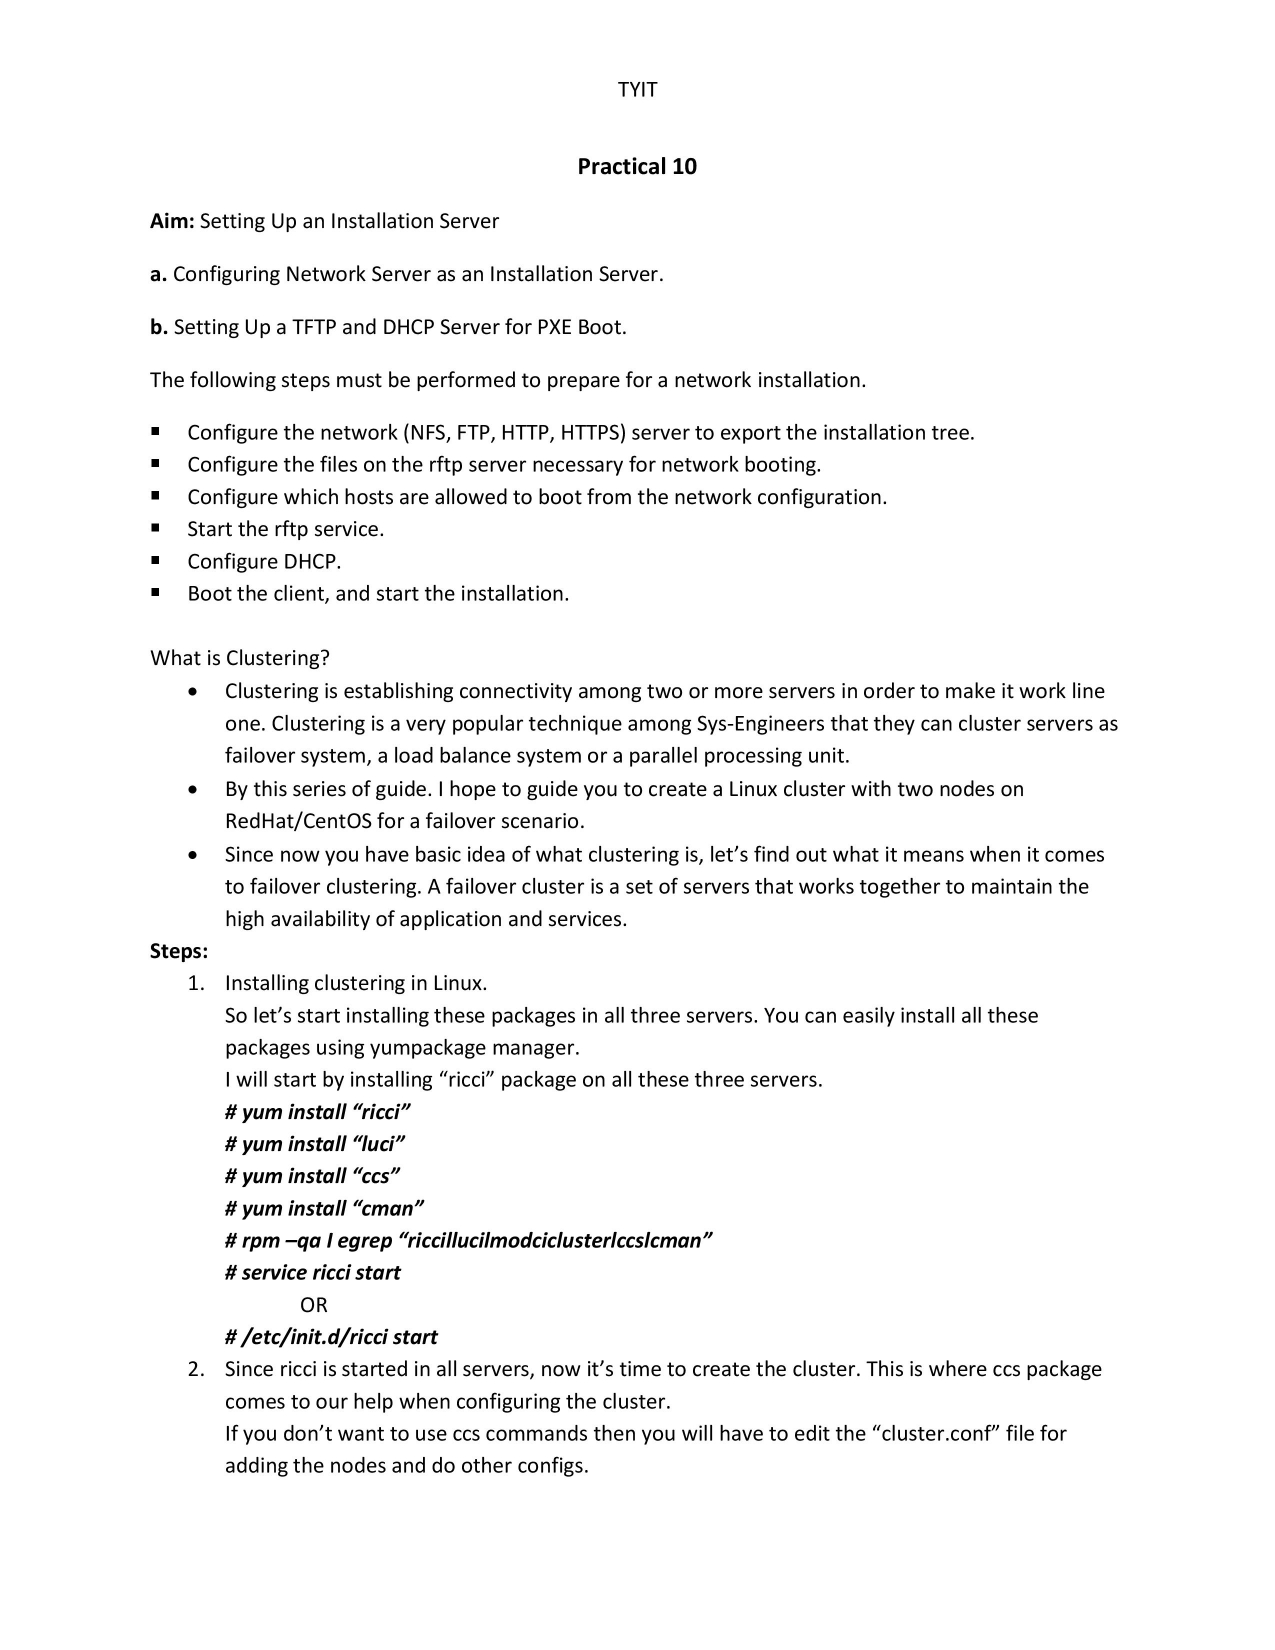 TYIT
Practical 10
Aim: Setting Up an Installation Server
a. Configuring Network Server as an Installation Server.
b. Setting Up a TFTP and DHCP Server for PXE Boot.
The following steps must be performed to prepare for a network installation.
▪ Configure the network (NFS, FTP, HTTP, HTTPS) server to export the installation tree.
▪ Configure the files on the rftp server necessary for network booting.
▪ Configure which hosts are allowed to boot from the network configuration.
▪ Start the rftp service.
▪ Configure DHCP.
▪ Boot the client, and start the installation.
What is Clustering?
• Clustering is establishing connectivity among two or more servers in order to make it work line
one. Clustering is a very popular technique among Sys-Engineers that they can cluster servers as
failover system, a load balance system or a parallel processing unit.
• By this series of guide. I hope to guide you to create a Linux cluster with two nodes on
RedHat/CentOS for a failover scenario.
• Since now you have basic idea of what clustering is, let’s find out what it means when it comes
to failover clustering. A failover cluster is a set of servers that works together to maintain the
high availability of application and services.
Steps:
1. Installing clustering in Linux.
So let’s start installing these packages in all three servers. You can easily install all these
packages using yumpackage manager.
I will start by installing “ricci” package on all these three servers.
# yum install “ricci”
# yum install “luci”
# yum install “ccs”
# yum install “cman”
# rpm –qa I egrep “riccillucilmodciclusterlccslcman”
# service ricci start
OR
# /etc/init.d/ricci start
2. Since ricci is started in all servers, now it’s time to create the cluster. This is where ccs package
comes to our help when configuring the cluster.
If you don’t want to use ccs commands then you will have to edit the “cluster.conf” file for
adding the nodes and do other configs.